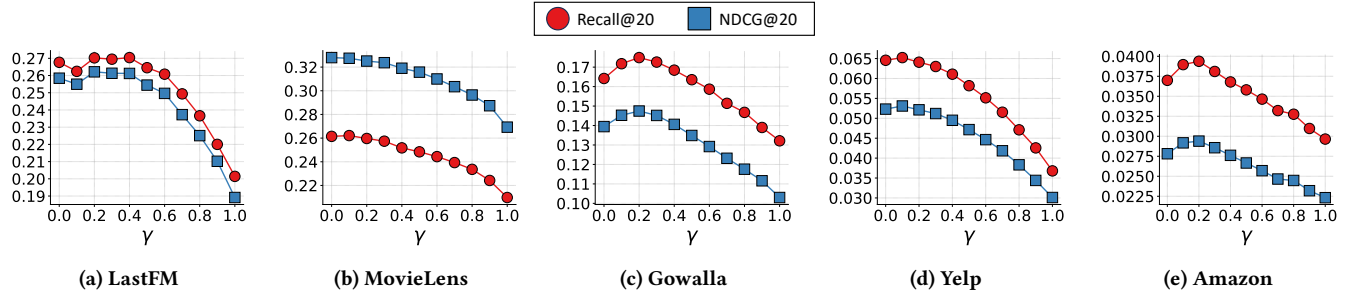 Recall@20 NDCG@20
0.27
0.26
0.25
0.24
0.23
0.22
0.21
0.20
0.19
0.0 0.2 0.4 0.6 0.8 1.0
γ
(a) LastFM
0.32
0.30
0.28
0.26
0.24
0.22
0.0 0.2 0.4 0.6 0.8 1.0
γ
(b) MovieLens
0.17
0.16
0.15
0.14
0.13
0.12
0.11
0.10
0.0 0.2 0.4 0.6 0.8 1.0
γ
(c) Gowalla
0.065
0.060
0.055
0.050
0.045
0.040
0.035
0.030
0.0 0.2 0.4 0.6 0.8 1.0
γ
(d) Yelp
0.0400
0.0375
0.0350
0.0325
0.0300
0.0275
0.0250
0.0225
0.0 0.2 0.4 0.6 0.8 1.0
γ
(e) Amazon